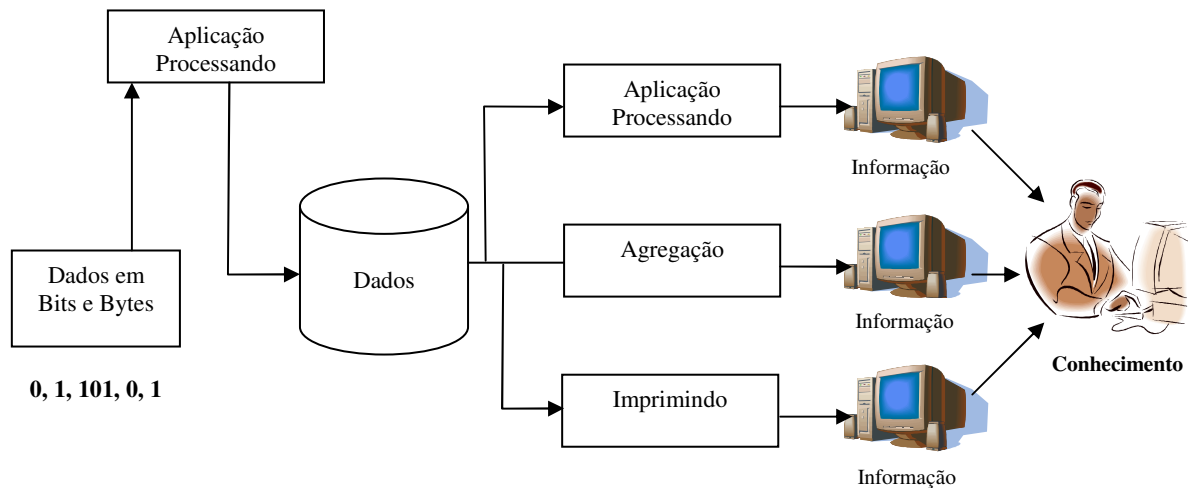 Aplicação
Processando
Dados em
Bits e Bytes
0, 1, 101, 0, 1
Dados
Aplicação
Processando
Informação
Agregação
Informação
Imprimindo
Informação
Conhecimento